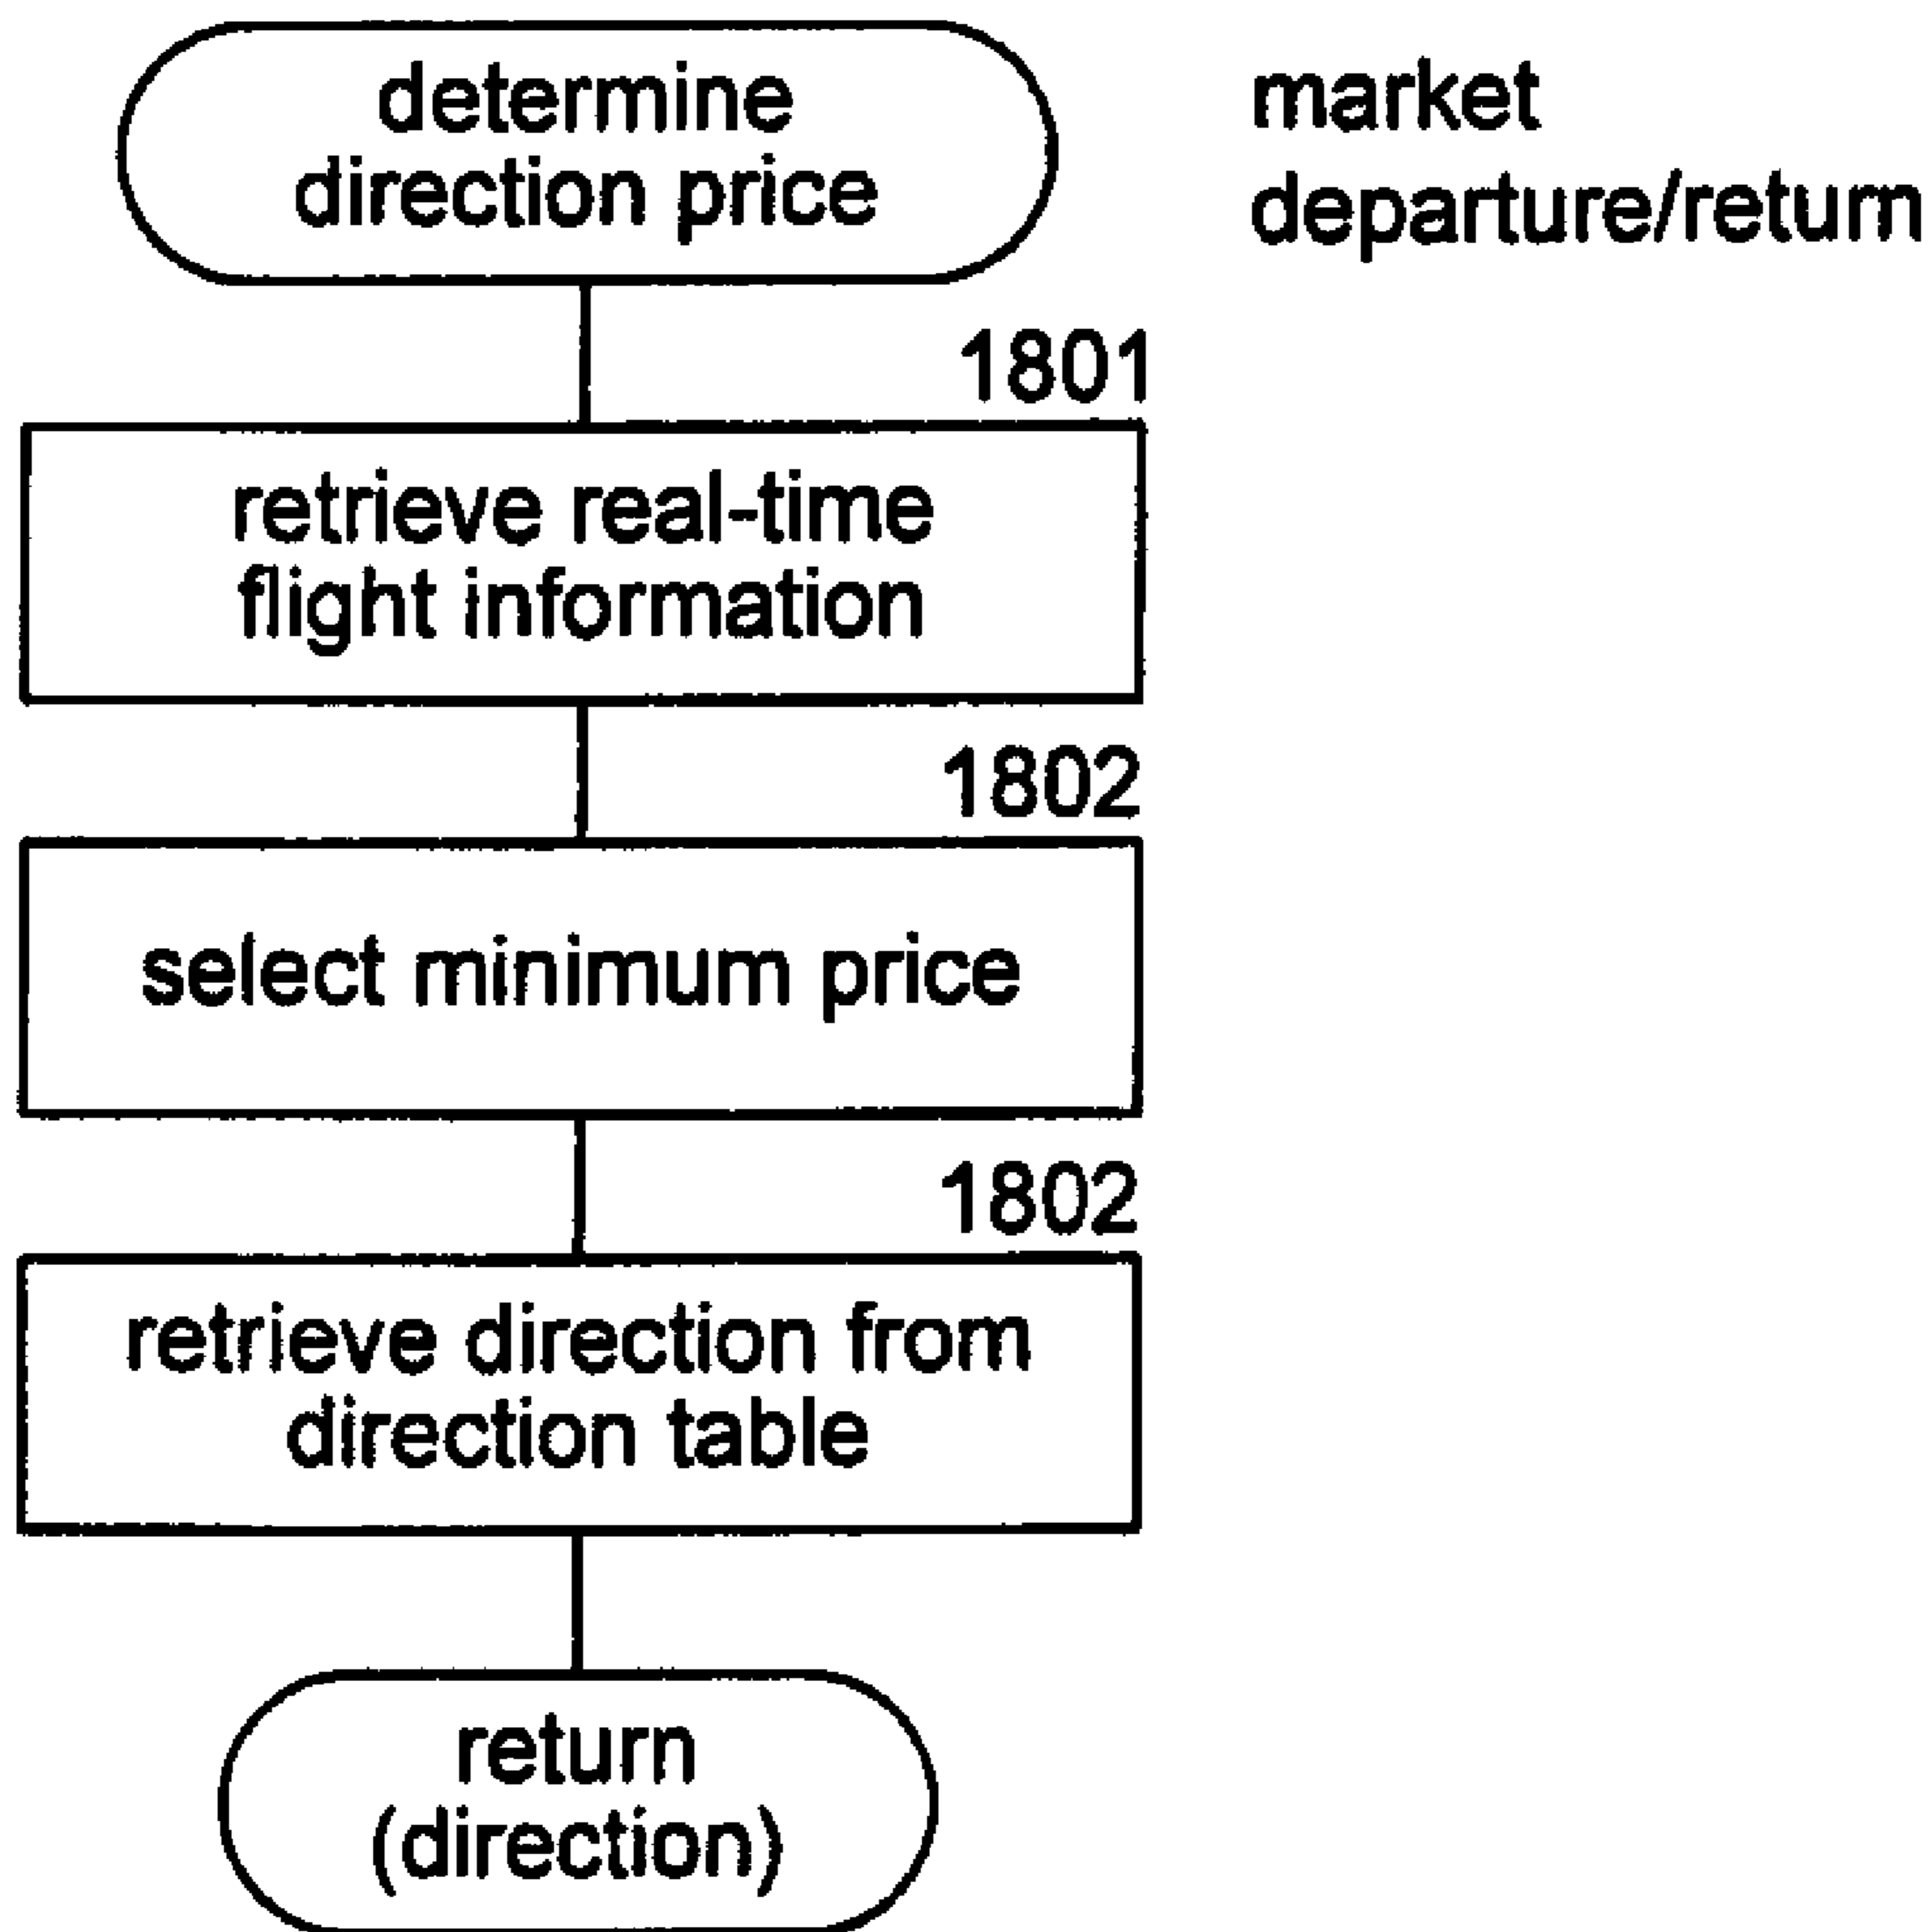 determine
direction price
market
departure/return
1801
retrieve real-time
flight information
1802
select minimum price
1802
retrieve direction from
direction table
return
(direction)